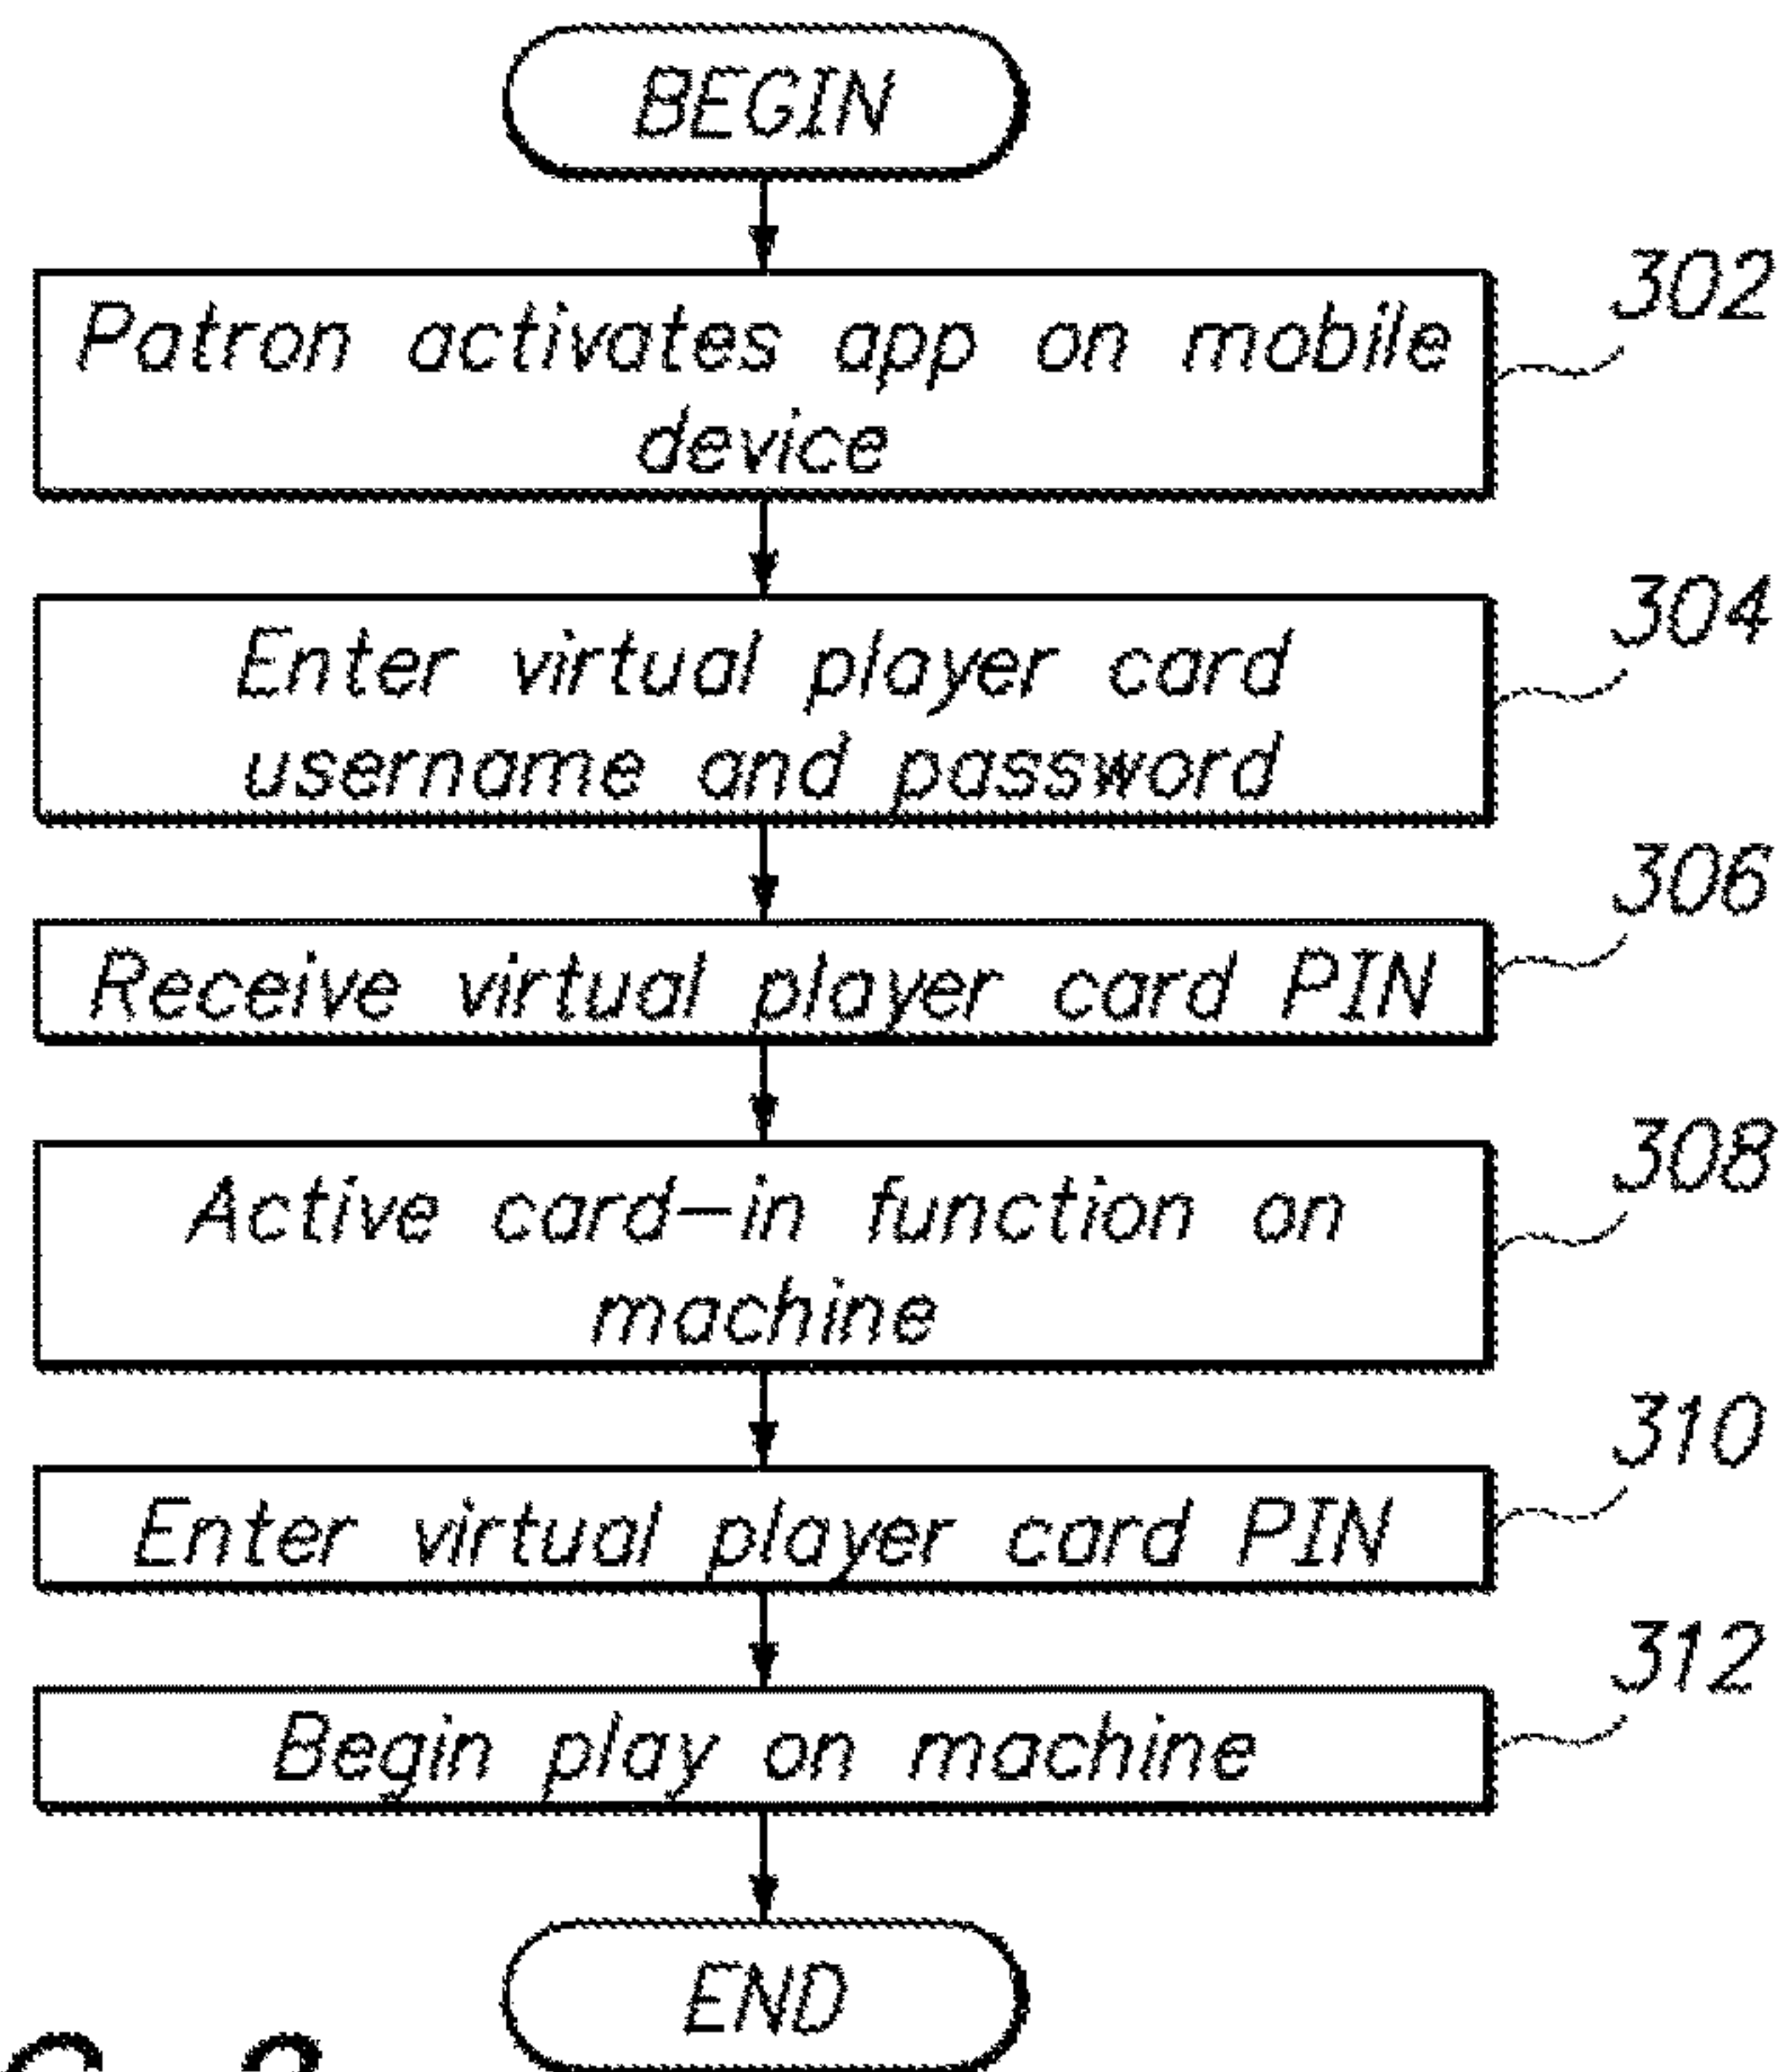 BEGIN
302
Patron activates app on mobile
device
304
Enter virtual player card
username and password
306
Receive virtual player card PIN
308
Active card-in function on
machine
310
Enter virtual player card PIN
312
Begin play on machine
END